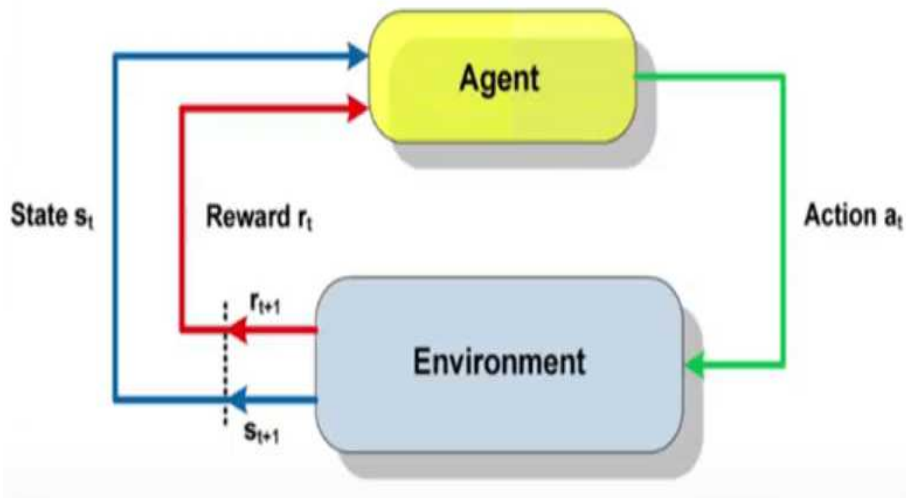 Agent
State sₜ
Reward rₜ
Action aₜ
rₜ₊₁
Environment
sₜ₊₁